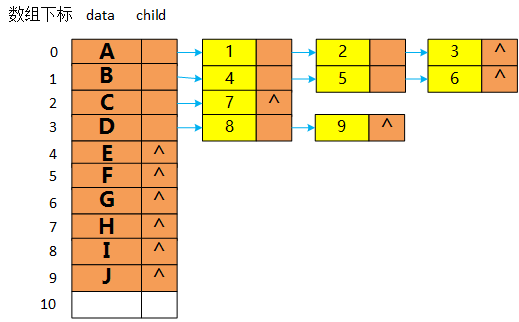 数组下标 data child
0 A 1 2 3 ^
1 B 4 5 6 ^
2 C 7 ^
3 D 8 9 ^
4 E ^
5 F ^
6 G ^
7 H ^
8 I ^
9 J ^
10